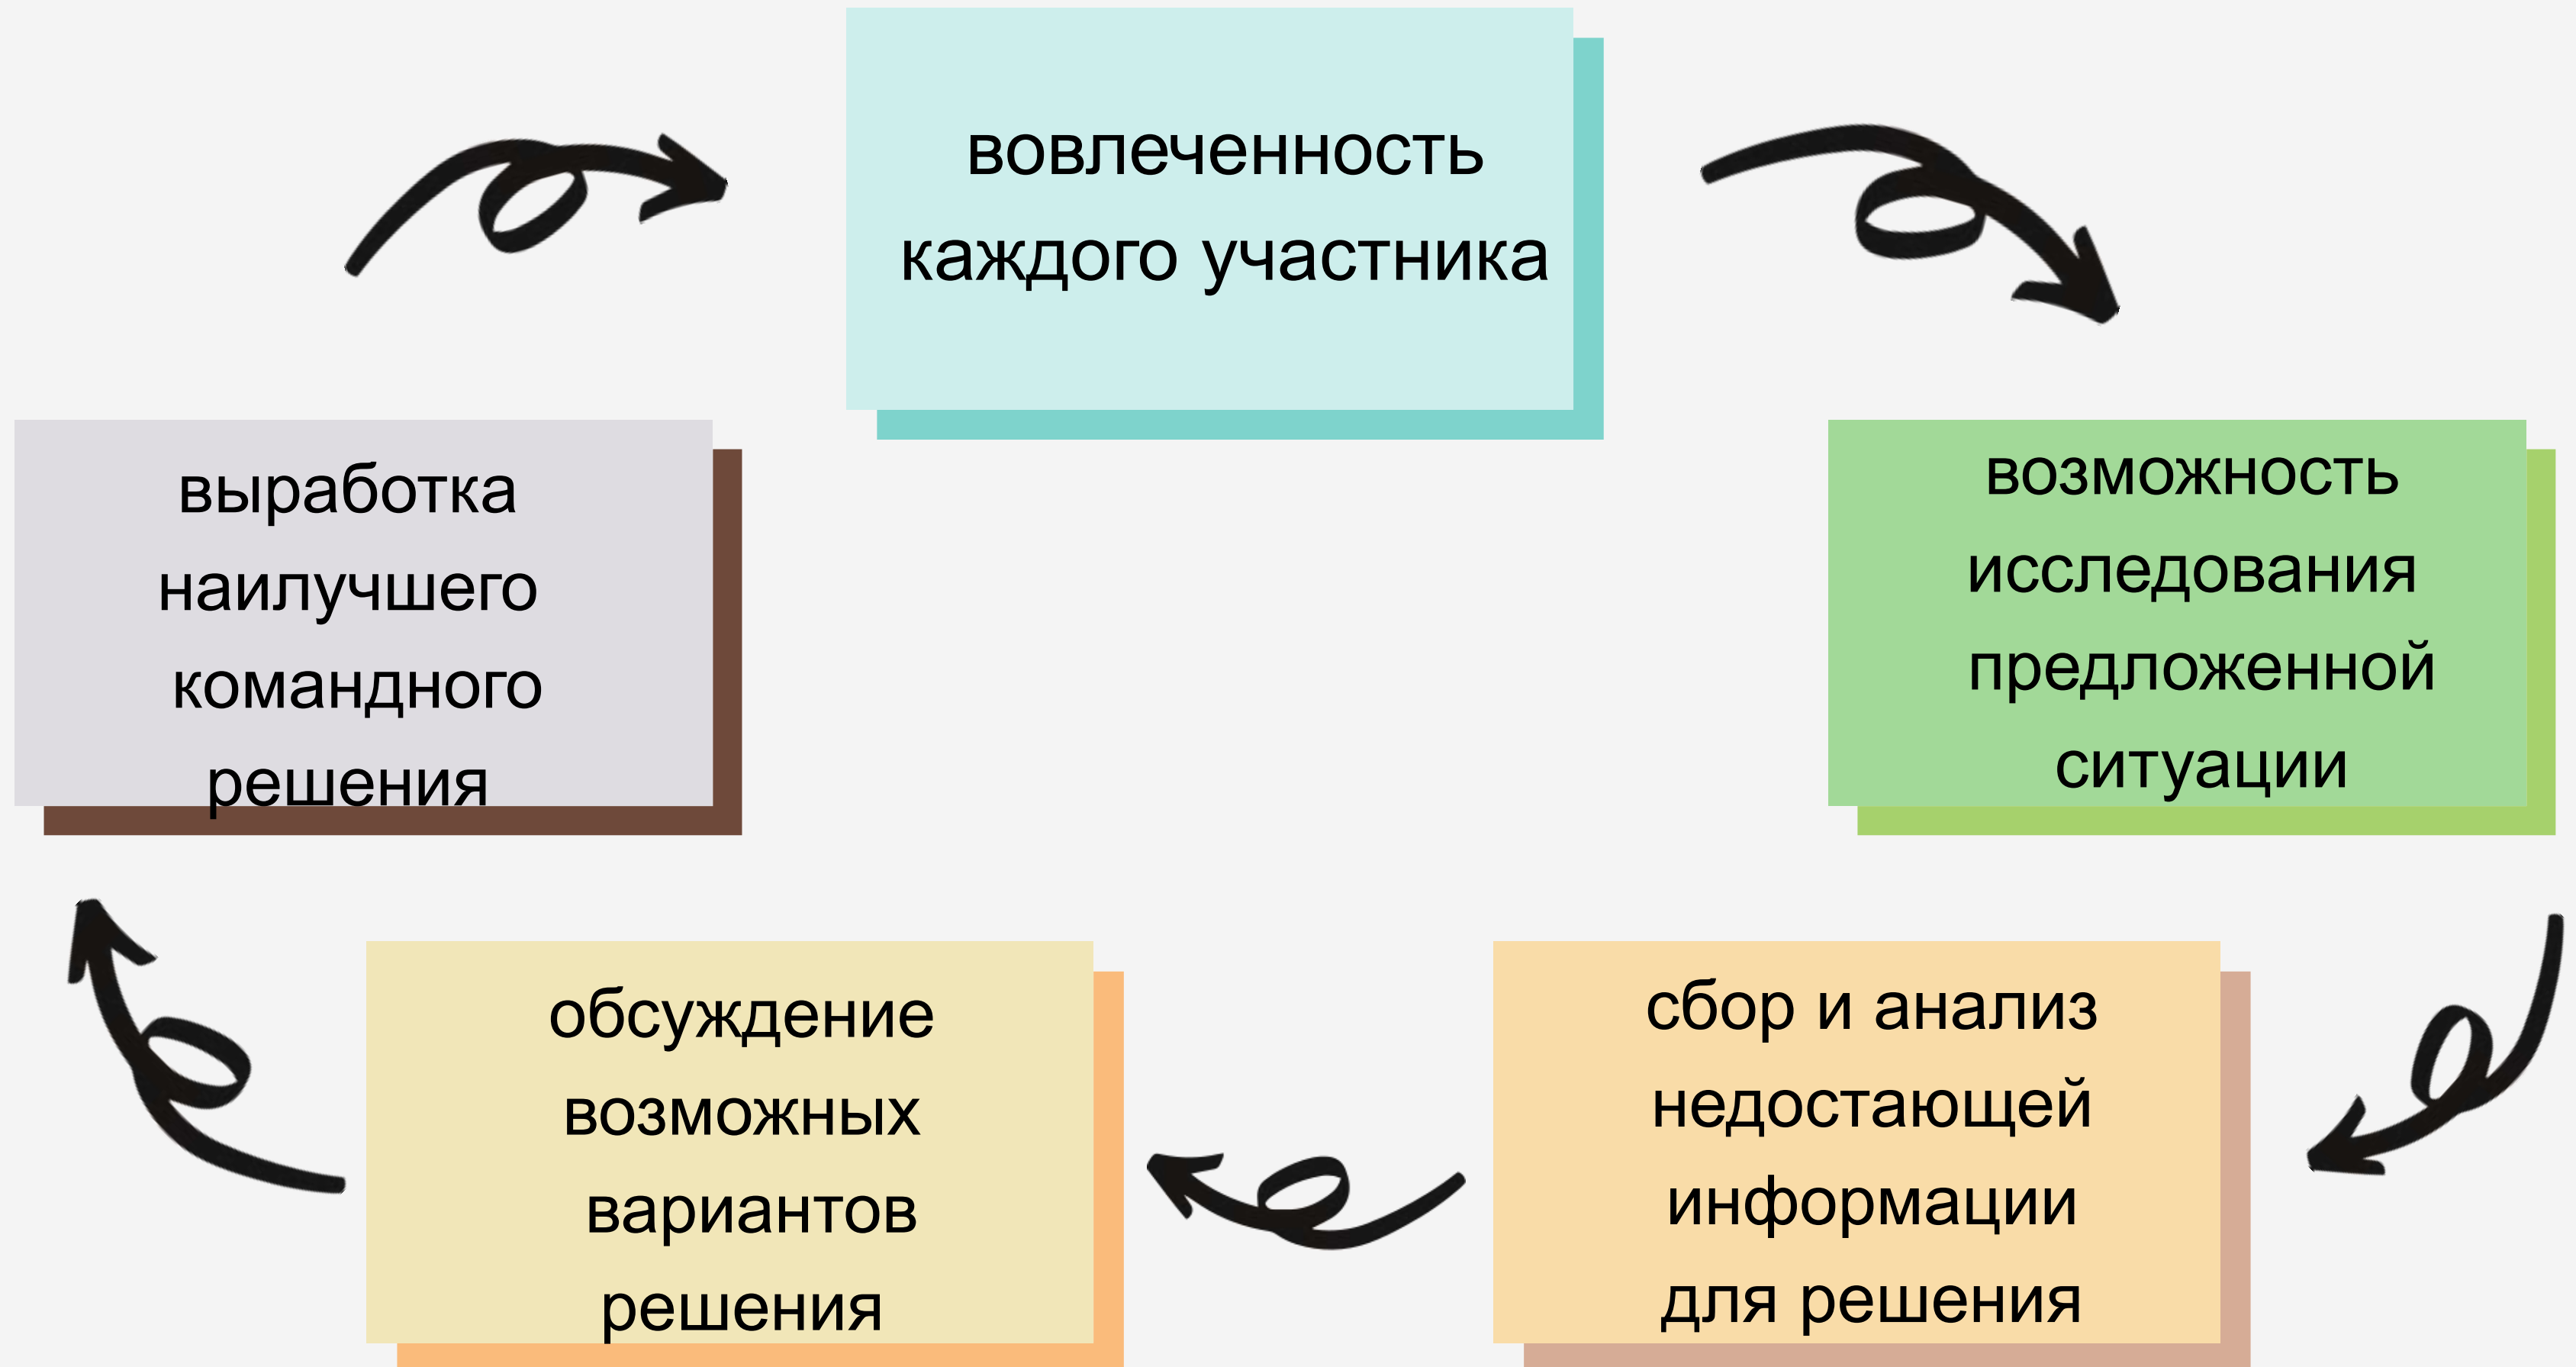 вовлеченность
каждого участника
возможность
исследования
предложенной
ситуации
сбор и анализ
недостающей
информации
для решения
обсуждение
возможных
вариантов
решения
выработка
наилучшего
командного
решения